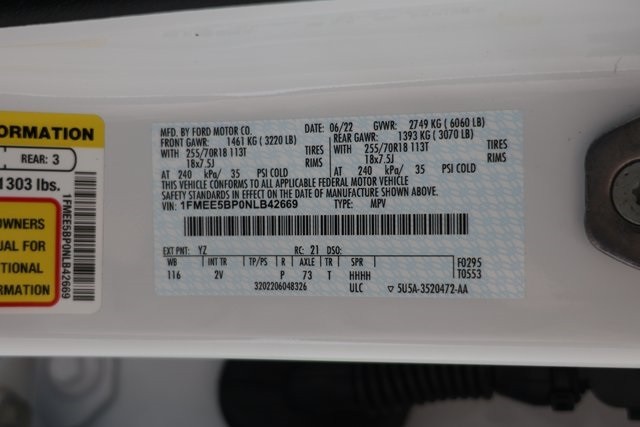 ORMATION
REAR: 3
1303 lbs.
OWNERS
UAL FOR
ONAL
RMATION
1FMEE5BP0NLB42669
MFD. BY FORD MOTOR CO.
DATE: 06/22 GVWR: 2749 KG (6060 LB)
FRONT GAWR: 1461 KG (3220 LB)
REAR GAWR: 1393 KG (3070 LB)
WITH 255/70R18 113T TIRES
WITH 255/70R18 113T TIRES
18x7.5J RIMS
18x7.5J RIMS
AT 240 kPa/ 35 PSI COLD
AT 240 kPa/ 35 PSI COLD
THIS VEHICLE CONFORMS TO ALL APPLICABLE FEDERAL MOTOR VEHICLE
SAFETY STANDARDS IN EFFECT ON THE DATE OF MANUFACTURE SHOWN ABOVE.
VIN: 1FMEE5BP0NLB42669 TYPE: MPV
EXT PNT: YZ RC: 21 DSO:
WB INT TR TP/PS R AXLE TR SPR F0295
116 2V P 73 T HHHH T0553
3202206048326 ULC ▽ 5U5A-3520472-AA